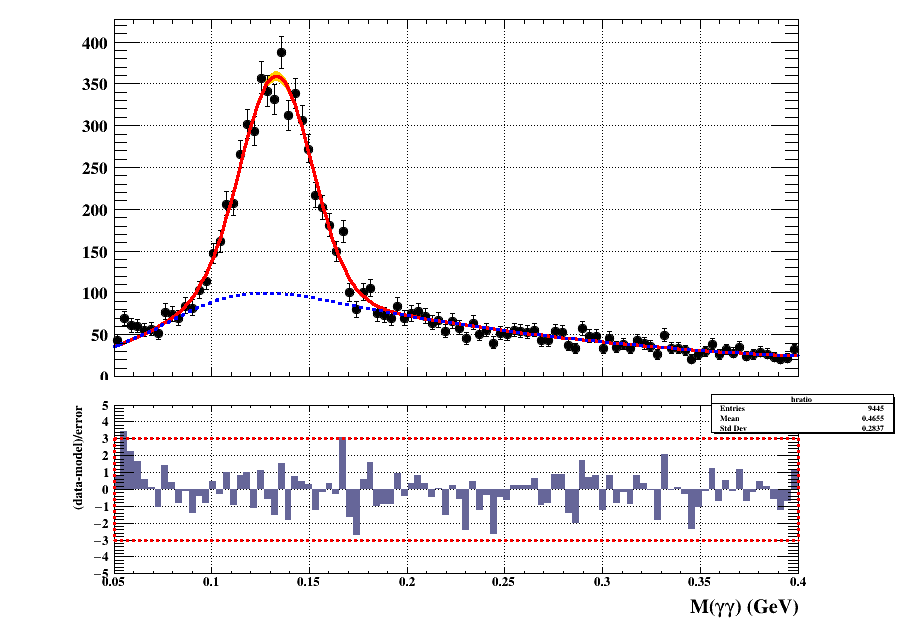 400
350
300
250
200
150
100
50
0
(data-model)/error
hratio
Entries 9445
Mean 0.4655
Std Dev 0.2837
5
4
3
2
1
0
−1
−2
−3
−4
−5
0.05 0.1 0.15 0.2 0.25 0.3 0.35 0.4
M(γγ) (GeV)